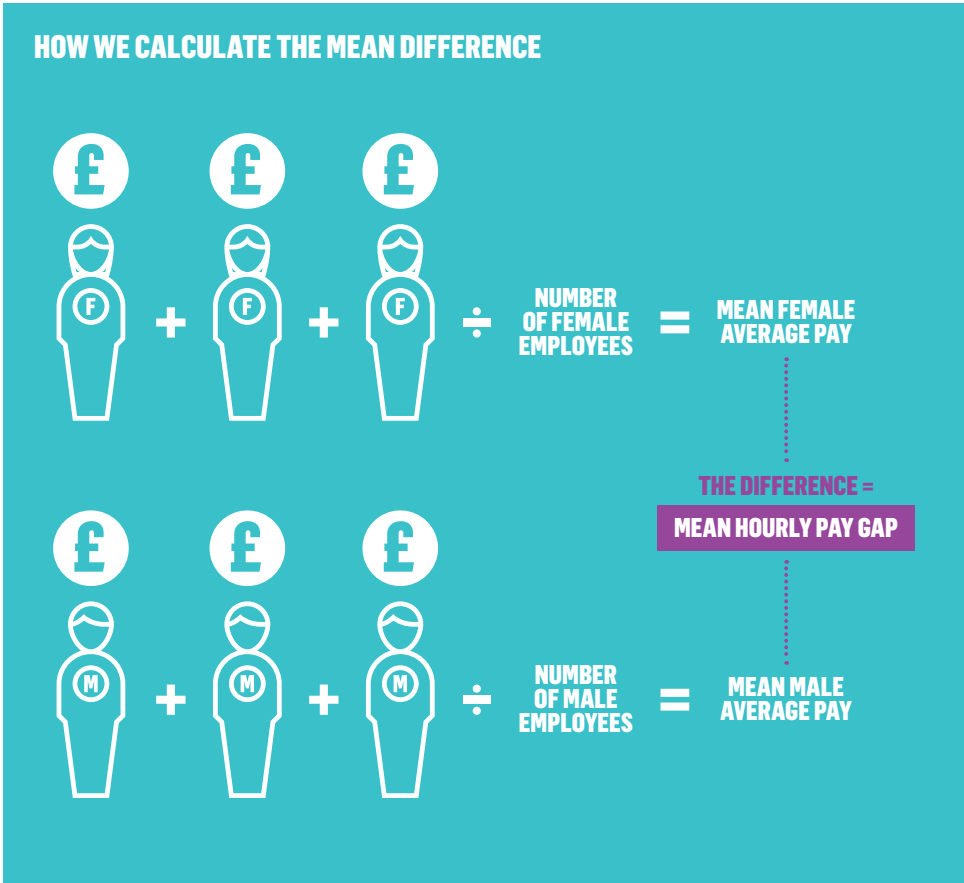 HOW WE CALCULATE THE MEAN DIFFERENCE
£ £ £
F + F + F ÷ NUMBER
OF FEMALE
EMPLOYEES
= MEAN FEMALE
AVERAGE PAY
THE DIFFERENCE =
MEAN HOURLY PAY GAP
£ £ £
M + M + M ÷ NUMBER
OF MALE
EMPLOYEES
= MEAN MALE
AVERAGE PAY